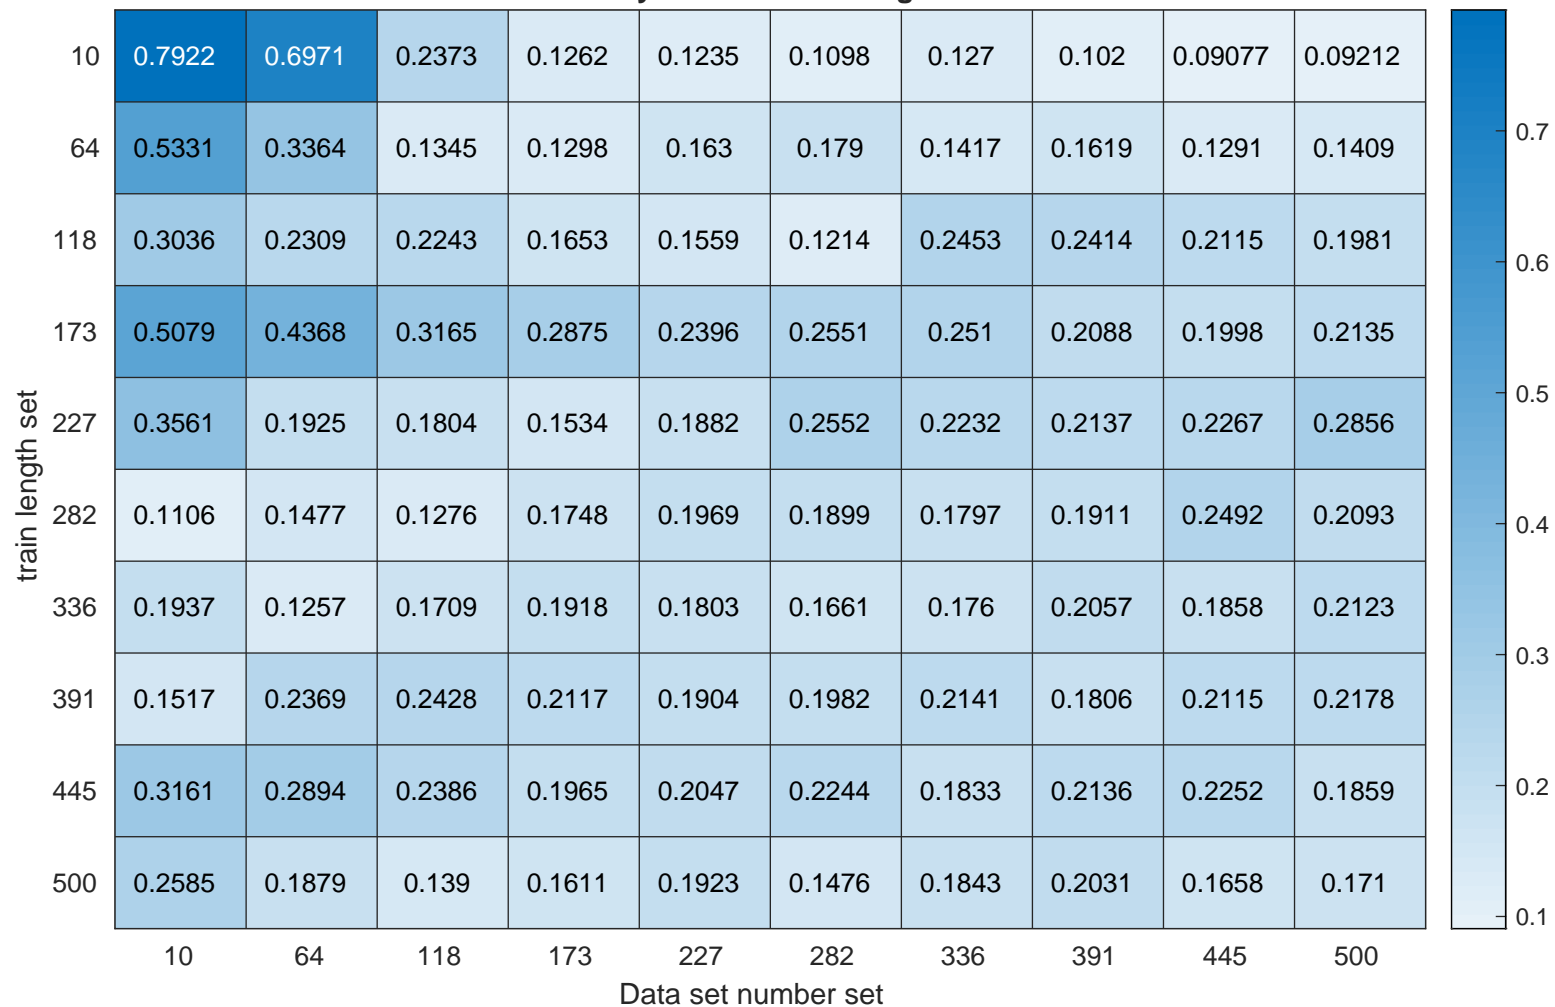 10 0.7922 0.6971 0.2373 0.1262 0.1235 0.1098 0.127 0.102 0.09077 0.09212
64 0.5331 0.3364 0.1345 0.1298 0.163 0.179 0.1417 0.1619 0.1291 0.1409
118 0.3036 0.2309 0.2243 0.1653 0.1559 0.1214 0.2453 0.2414 0.2115 0.1981
173 0.5079 0.4368 0.3165 0.2875 0.2396 0.2551 0.251 0.2088 0.1998 0.2135
227 0.3561 0.1925 0.1804 0.1534 0.1882 0.2552 0.2232 0.2137 0.2267 0.2856
282 0.1106 0.1477 0.1276 0.1748 0.1969 0.1899 0.1797 0.1911 0.2492 0.2093
336 0.1937 0.1257 0.1709 0.1918 0.1803 0.1661 0.176 0.2057 0.1858 0.2123
391 0.1517 0.2369 0.2428 0.2117 0.1904 0.1982 0.2141 0.1806 0.2115 0.2178
445 0.3161 0.2894 0.2386 0.1965 0.2047 0.2244 0.1833 0.2136 0.2252 0.1859
500 0.2585 0.1879 0.139 0.1611 0.1923 0.1476 0.1843 0.2031 0.1658 0.171
10 64 118 173 227 282 336 391 445 500
Data set number set
train length set
0.7
0.6
0.5
0.4
0.3
0.2
0.1